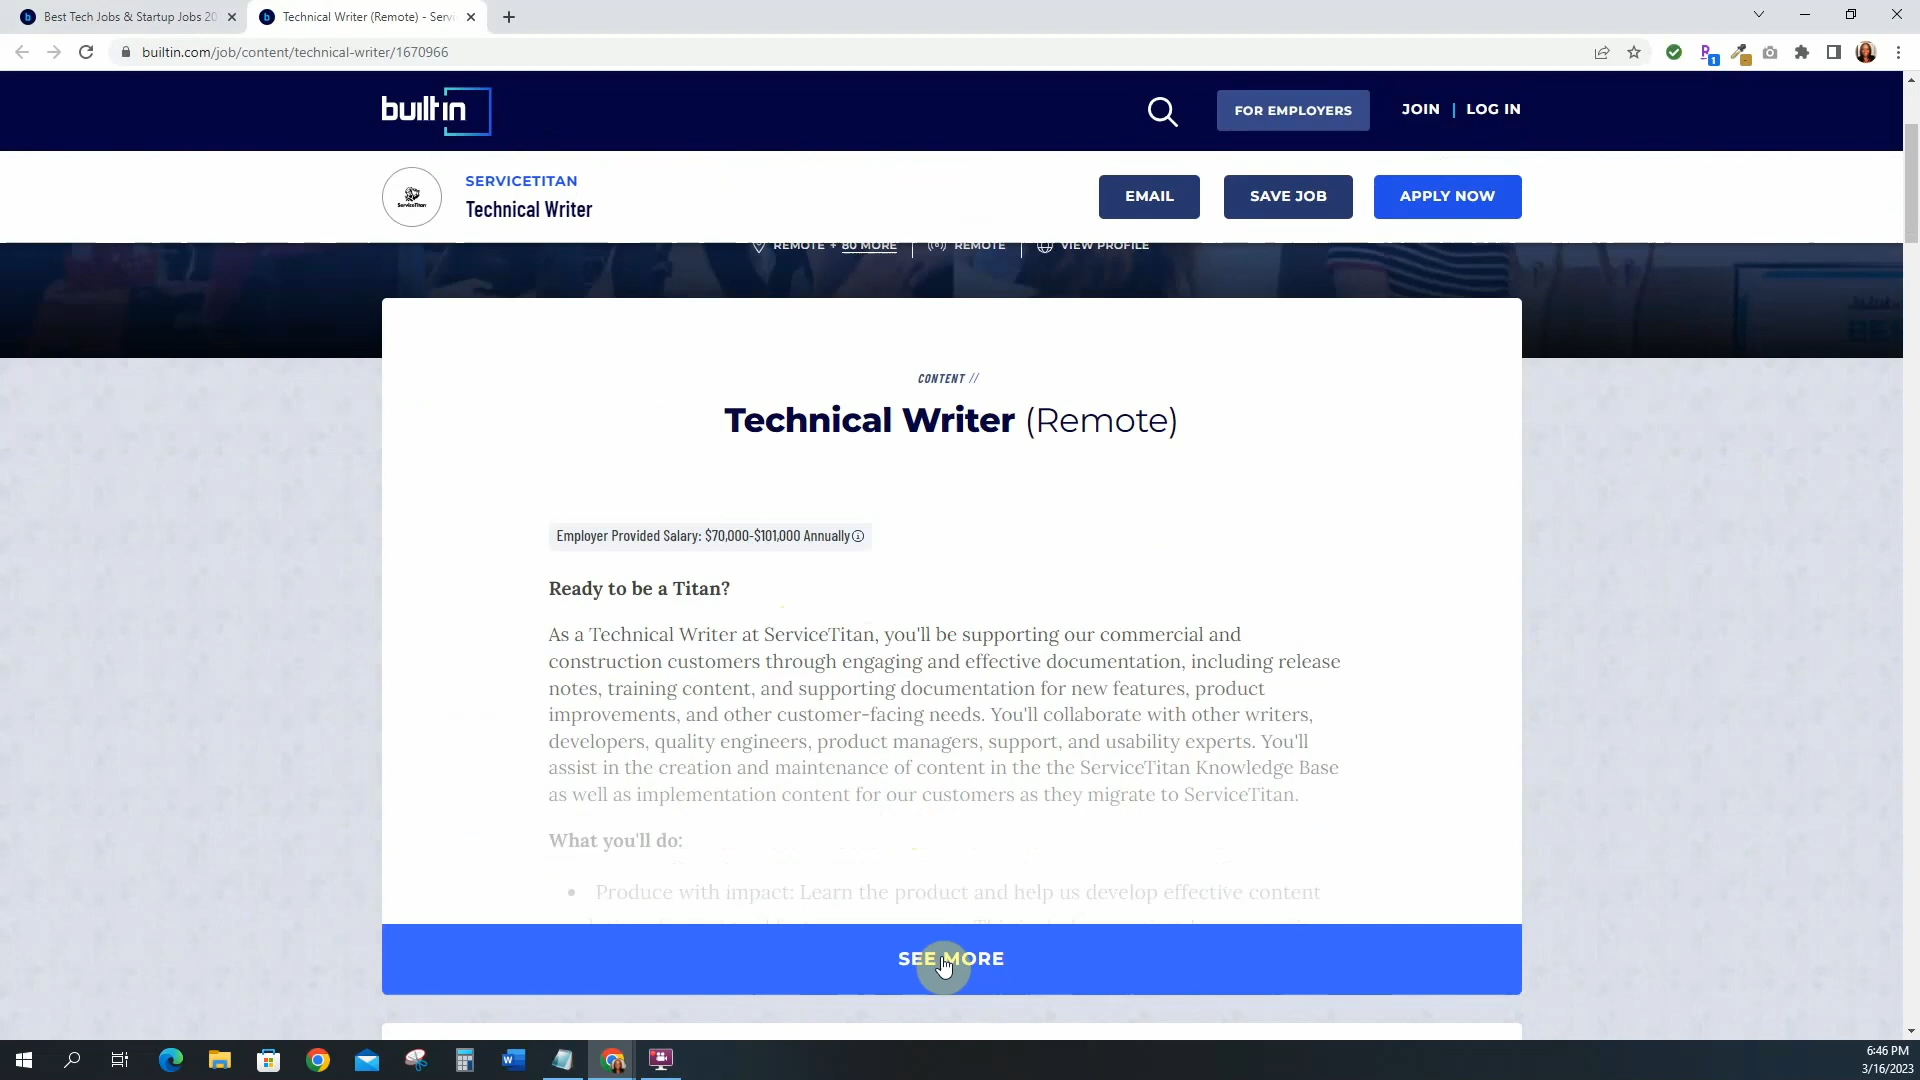 Best Tech Jobs & Startup Jobs 20
Technical Writer (Remote) - Servi
builtin.com/job/content/technical-writer/1670966
1
builtin
FOR EMPLOYERS
JOIN | LOG IN
ServiceTitan
SERVICETITAN
Technical Writer
EMAIL
SAVE JOB
APPLY NOW
REMOTE + 80 MORE
REMOTE
VIEW PROFILE
CONTENT //
Technical Writer (Remote)
Employer Provided Salary: $70,000-$101,000 Annually
Ready to be a Titan?
As a Technical Writer at ServiceTitan, you'll be supporting our commercial and
construction customers through engaging and effective documentation, including release
notes, training content, and supporting documentation for new features, product
improvements, and other customer-facing needs. You'll collaborate with other writers,
developers, quality engineers, product managers, support, and usability experts. You'll
assist in the creation and maintenance of content in the the ServiceTitan Knowledge Base
as well as implementation content for our customers as they migrate to ServiceTitan.
What you'll do:
• Produce with impact: Learn the product and help us develop effective content
SEE MORE
6:46 PM
3/16/2023